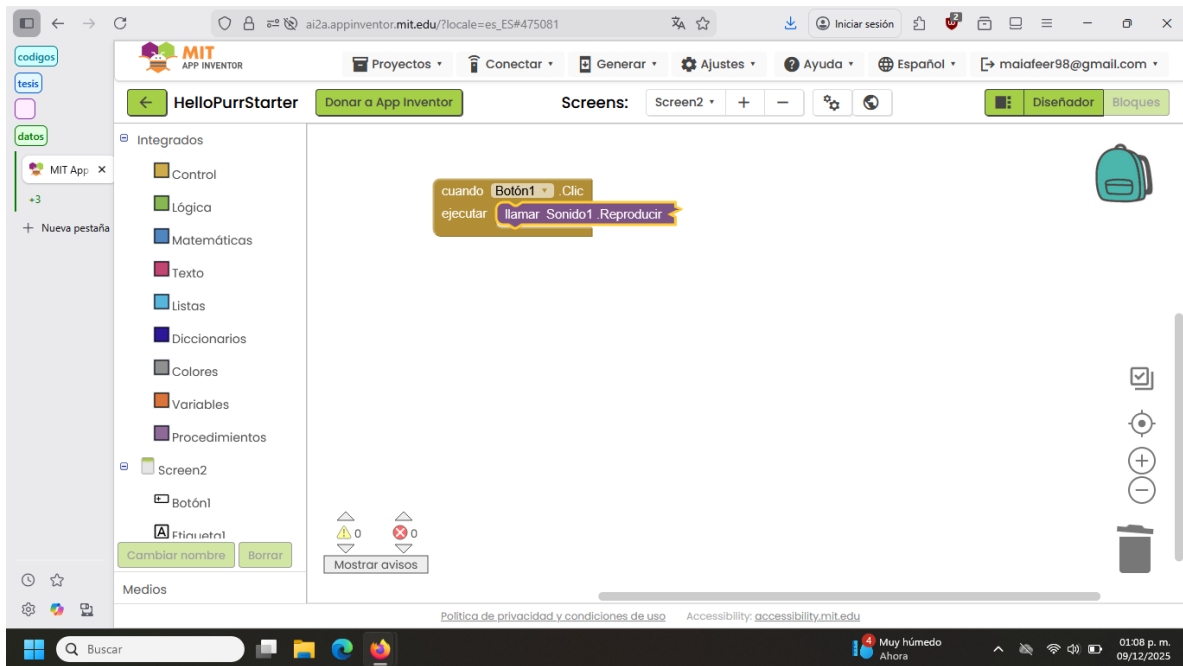 ai2a.appinventor.mit.edu/?locale=es_ES#475081
Iniciar sesión
2
codigos
tesis
datos
MIT App
+3
Nueva pestaña
MIT
APP INVENTOR
Proyectos
Conectar
Generar
Ajustes
Ayuda
Español
maiafeer98@gmail.com
HelloPurrStarter
Donar a App Inventor
Screens:
Screen2
Diseñador
Bloques
Integrados
Control
Lógica
Matemáticas
Texto
Listas
Diccionarios
Colores
Variables
Procedimientos
Screen2
Botón1
Etiqueta1
Cambiar nombre
Borrar
Medios
cuando Botón1 .Clic
ejecutar llamar Sonido1 .Reproducir
0 0
Mostrar avisos
Política de privacidad y condiciones de uso Accessibility: accessibility.mit.edu
Buscar
4
Muy húmedo
Ahora
01:08 p. m.
09/12/2025